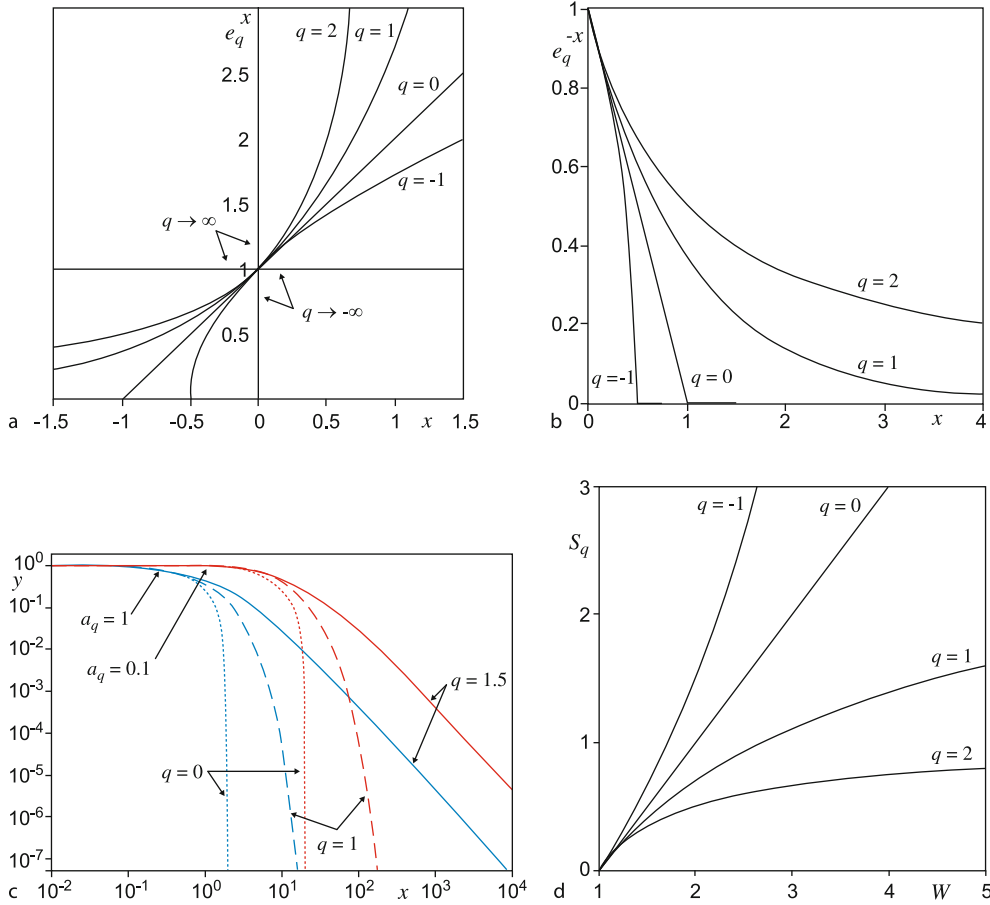 x
e_q
q = 2
q = 1
2.5
q = 0
2
q = -1
1.5
q → ∞
1
q → -∞
0.5
-1.5
-1
-0.5
0
0.5
1
x
1.5
a
1
-x
e_q
0.8
0.6
0.4
q = 2
0.2
q = 1
q = -1
q = 0
0
0
1
2
3
x
4
b
10^0
y
10^-1
a_q = 1
10^-2
a_q = 0.1
q = 1.5
10^-3
10^-4
10^-5
q = 0
10^-6
q = 1
10^-7
10^-2
10^-1
10^0
10^1
10^2
x
10^3
10^4
c
3
q = -1
q = 0
S_q
2
q = 1
1
q = 2
0
1
2
3
4
W
5
d